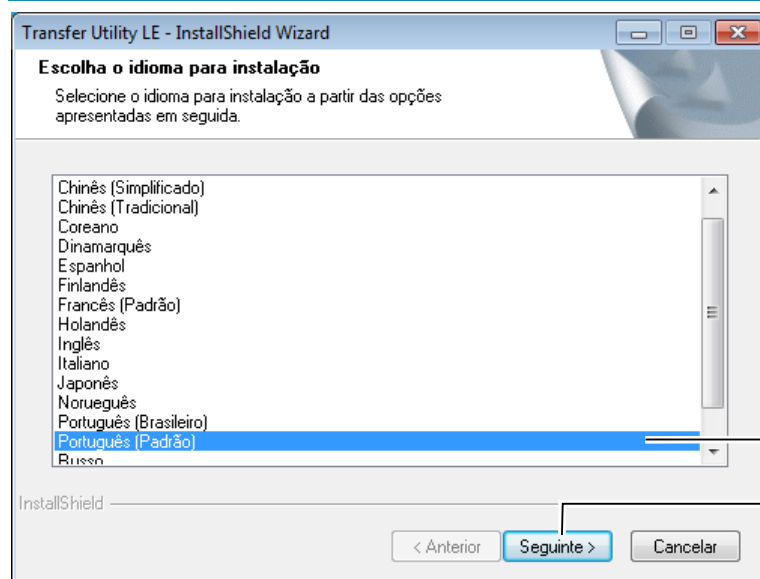 Transfer Utility LE - InstallShield Wizard
Escolha o idioma para instalação
Selecione o idioma para instalação a partir das opções
apresentadas em seguida.
Chinês (Simplificado)
Chinês (Tradicional)
Coreano
Dinamarquês
Espanhol
Finlandês
Francês (Padrão)
Holandês
Inglês
Italiano
Japonês
Norueguês
Português (Brasileiro)
Português (Padrão)
Russo
InstallShield
< Anterior Seguinte > Cancelar